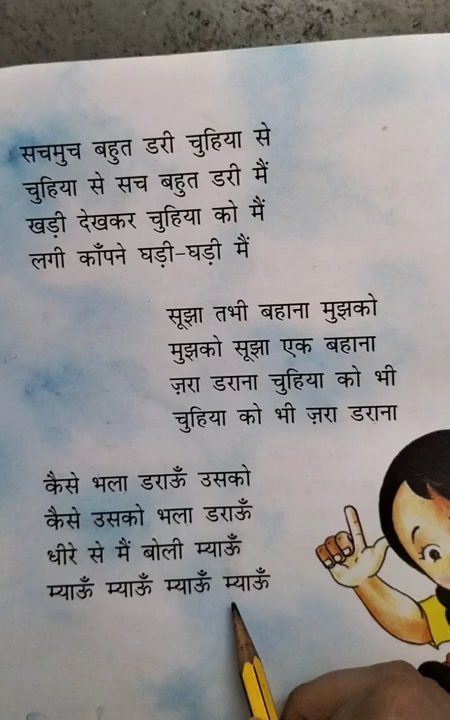 सचमुच बहुत डरी चुहिया से
चुहिया से सच बहुत डरी मैं
खड़ी देखकर चुहिया को मैं
लगी काँपने घड़ी-घड़ी मैं
सूझा तभी बहाना मुझको
मुझको सूझा एक बहाना
ज़रा डराना चुहिया को भी
चुहिया को भी ज़रा डराना
कैसे भला डराऊँ उसको
कैसे उसको भला डराऊँ
धीरे से मैं बोली म्याऊँ
म्याऊँ म्याऊँ म्याऊँ म्याऊँ